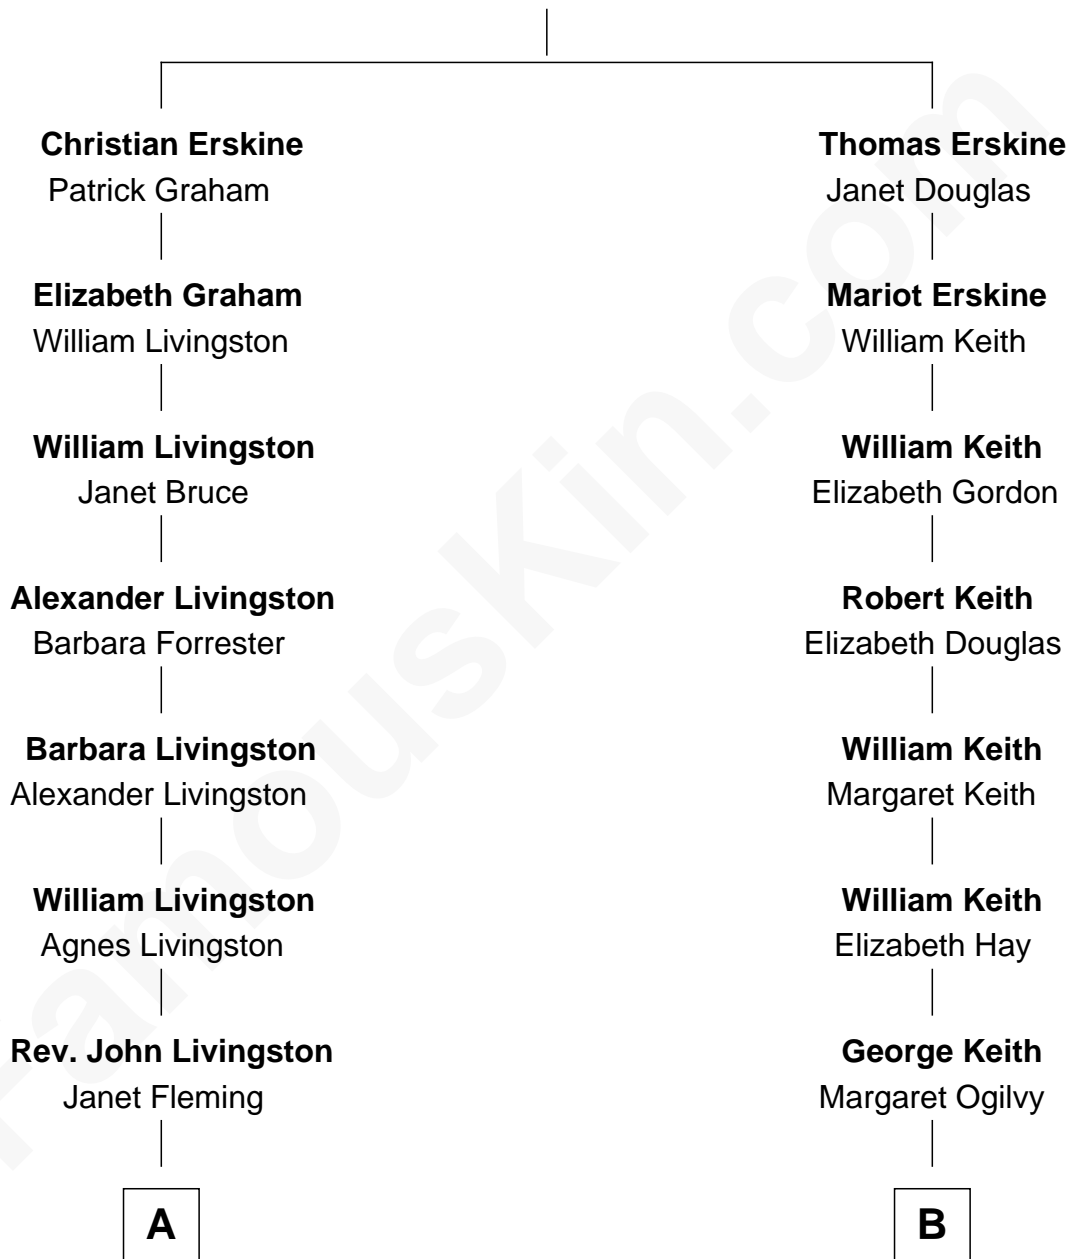 Christian Erskine
Patrick Graham
Elizabeth Graham
William Livingston
William Livingston
Janet Bruce
Alexander Livingston
Barbara Forrester
Barbara Livingston
Alexander Livingston
William Livingston
Agnes Livingston
Rev. John Livingston
Janet Fleming
A
Thomas Erskine
Janet Douglas
Mariot Erskine
William Keith
William Keith
Elizabeth Gordon
Robert Keith
Elizabeth Douglas
William Keith
Margaret Keith
William Keith
Elizabeth Hay
George Keith
Margaret Ogilvy
B
FamousKin.com